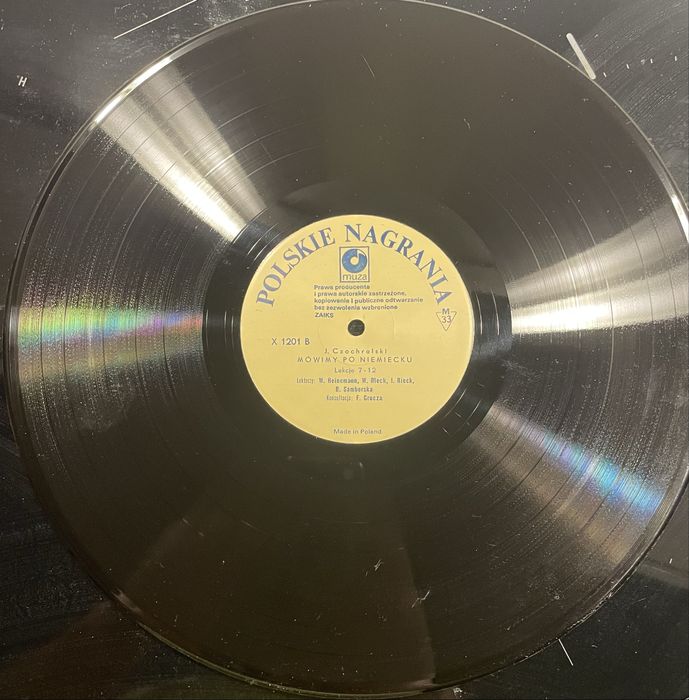 H
POLSKIE NAGRANIA
muza
Prawa producenta
i prawa autorskie zastrzeżone,
kopiowanie i publiczne odtwarzanie
bez zezwolenia wzbronione
ZAIKS
M
33
X 1201 B
J. Czochralski
MÓWIMY PO NIEMIECKU
Lekcje 7-12
Lektorzy: W. Heinemann, W. Mieck, I. Rieck,
B. Samborska
Konsultacja: F. Grucza
Made in Poland